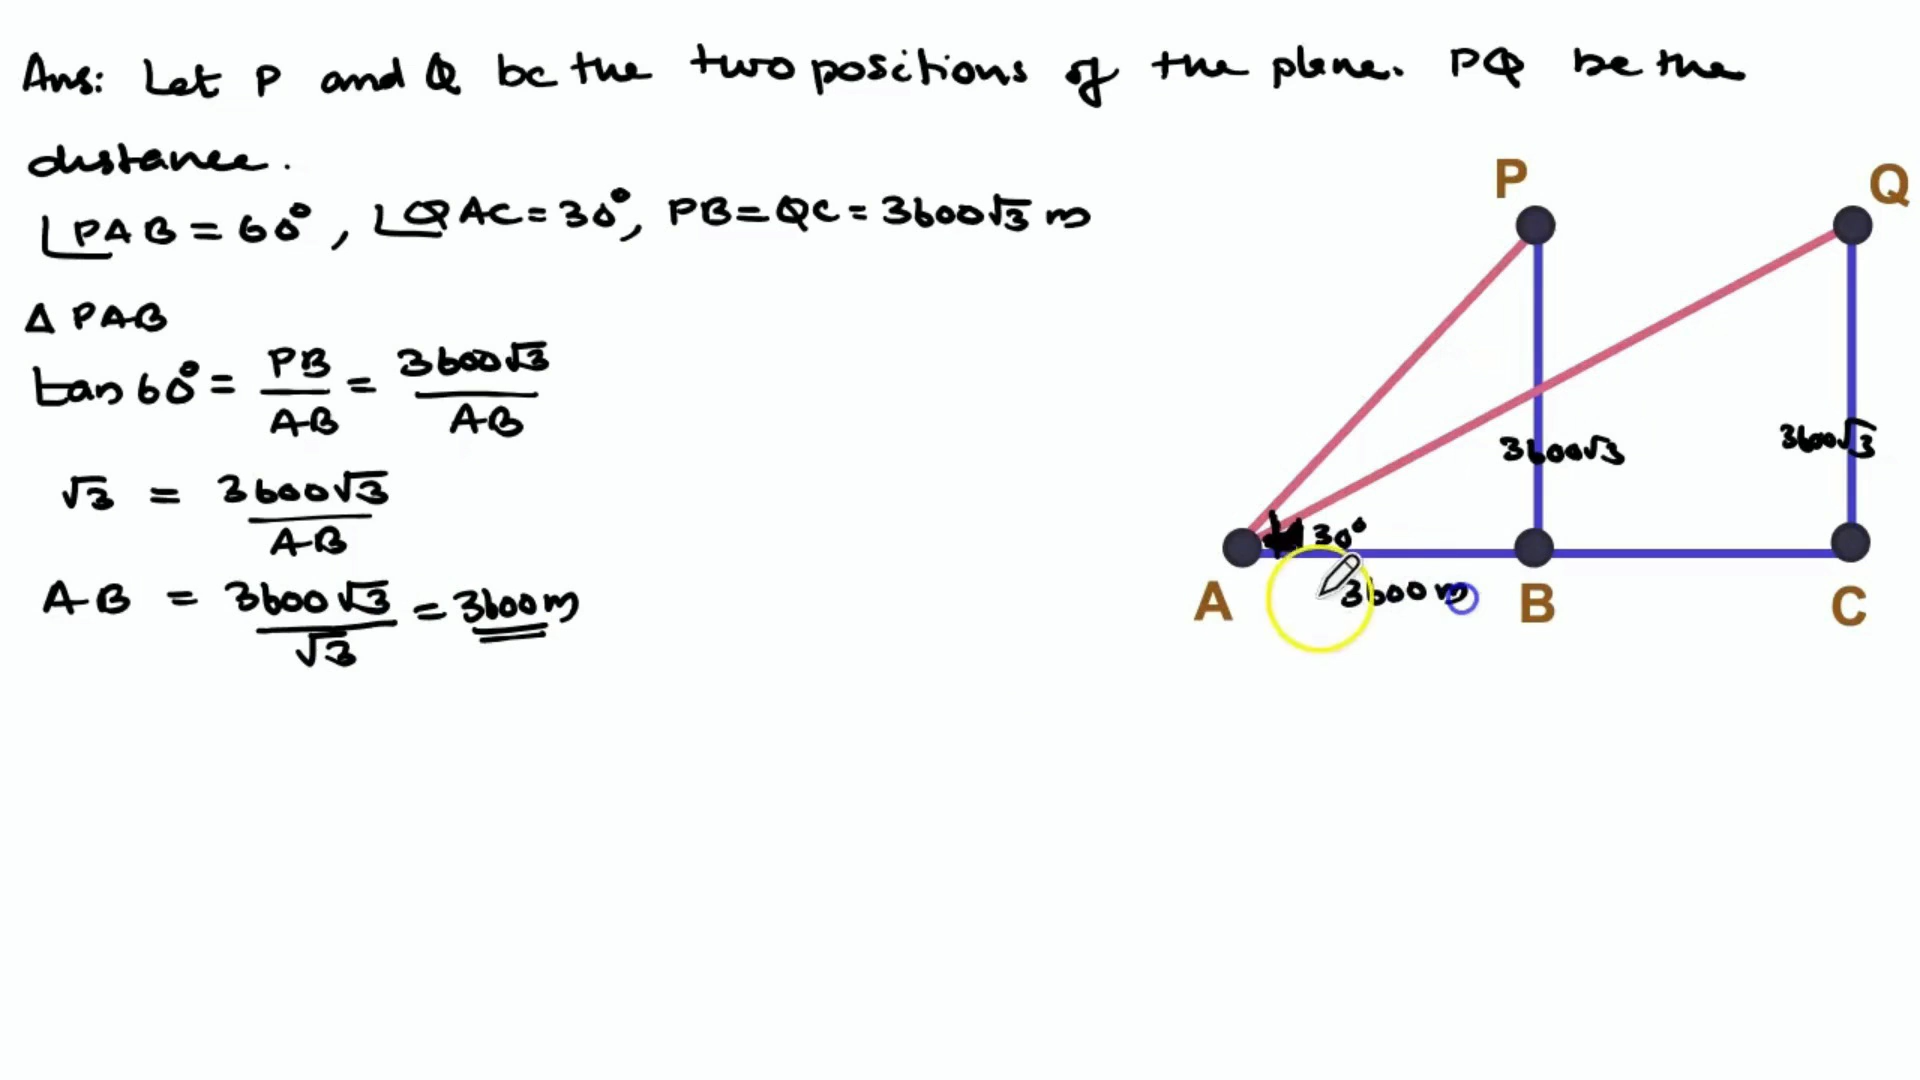 Ans: Let P and Q be the two positions of the plane. PQ be the
distance.
∠PAB = 60°, ∠QAC = 30°, PB = QC = 3600√3 m
Δ PAB
tan 60° = PB/AB = 3600√3/AB
√3 = 3600√3/AB
AB = 3600√3/√3 = 3600m
P
Q
3600√3
3600√3
30°
3600 m
A
B
C